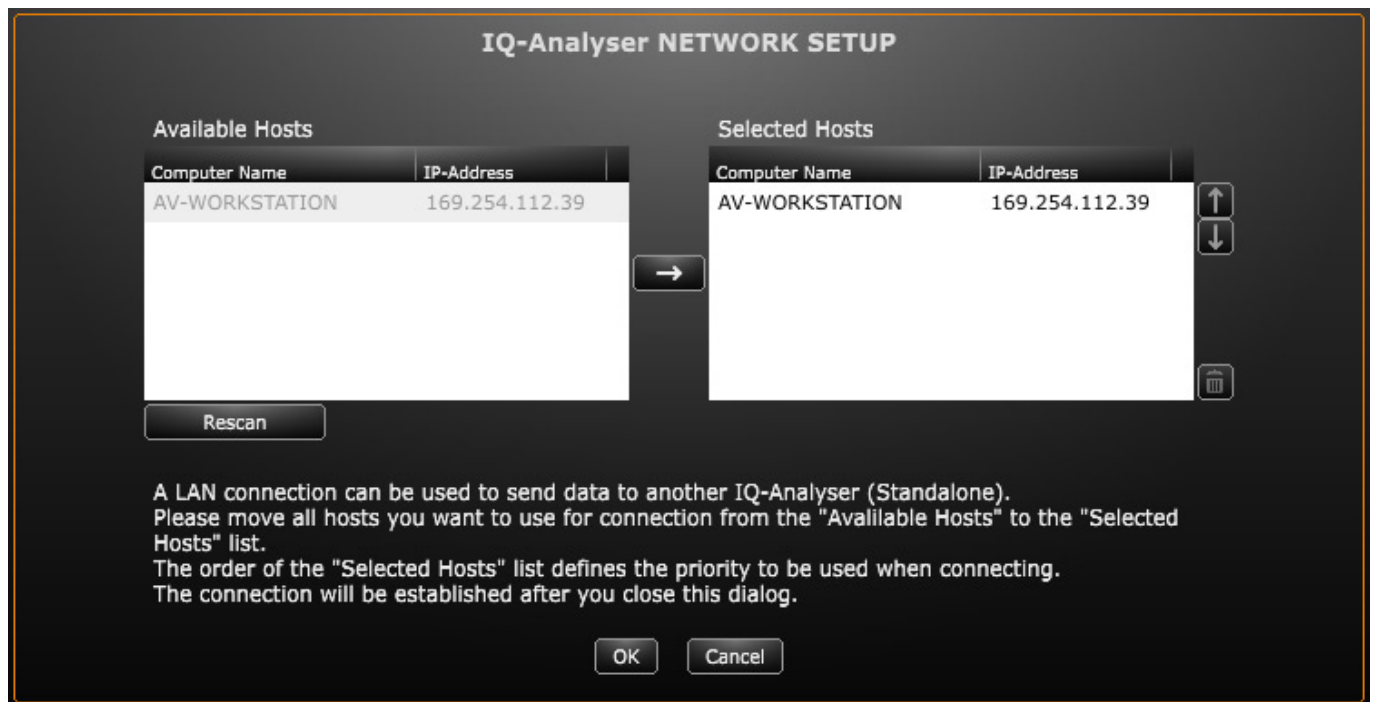 IQ-Analyser NETWORK SETUP
Available Hosts
Computer Name IP-Address
AV-WORKSTATION 169.254.112.39
Rescan
→
Selected Hosts
Computer Name IP-Address
AV-WORKSTATION 169.254.112.39
A LAN connection can be used to send data to another IQ-Analyser (Standalone).
Please move all hosts you want to use for connection from the "Avalilable Hosts" to the "Selected
Hosts" list.
The order of the "Selected Hosts" list defines the priority to be used when connecting.
The connection will be established after you close this dialog.
OK Cancel